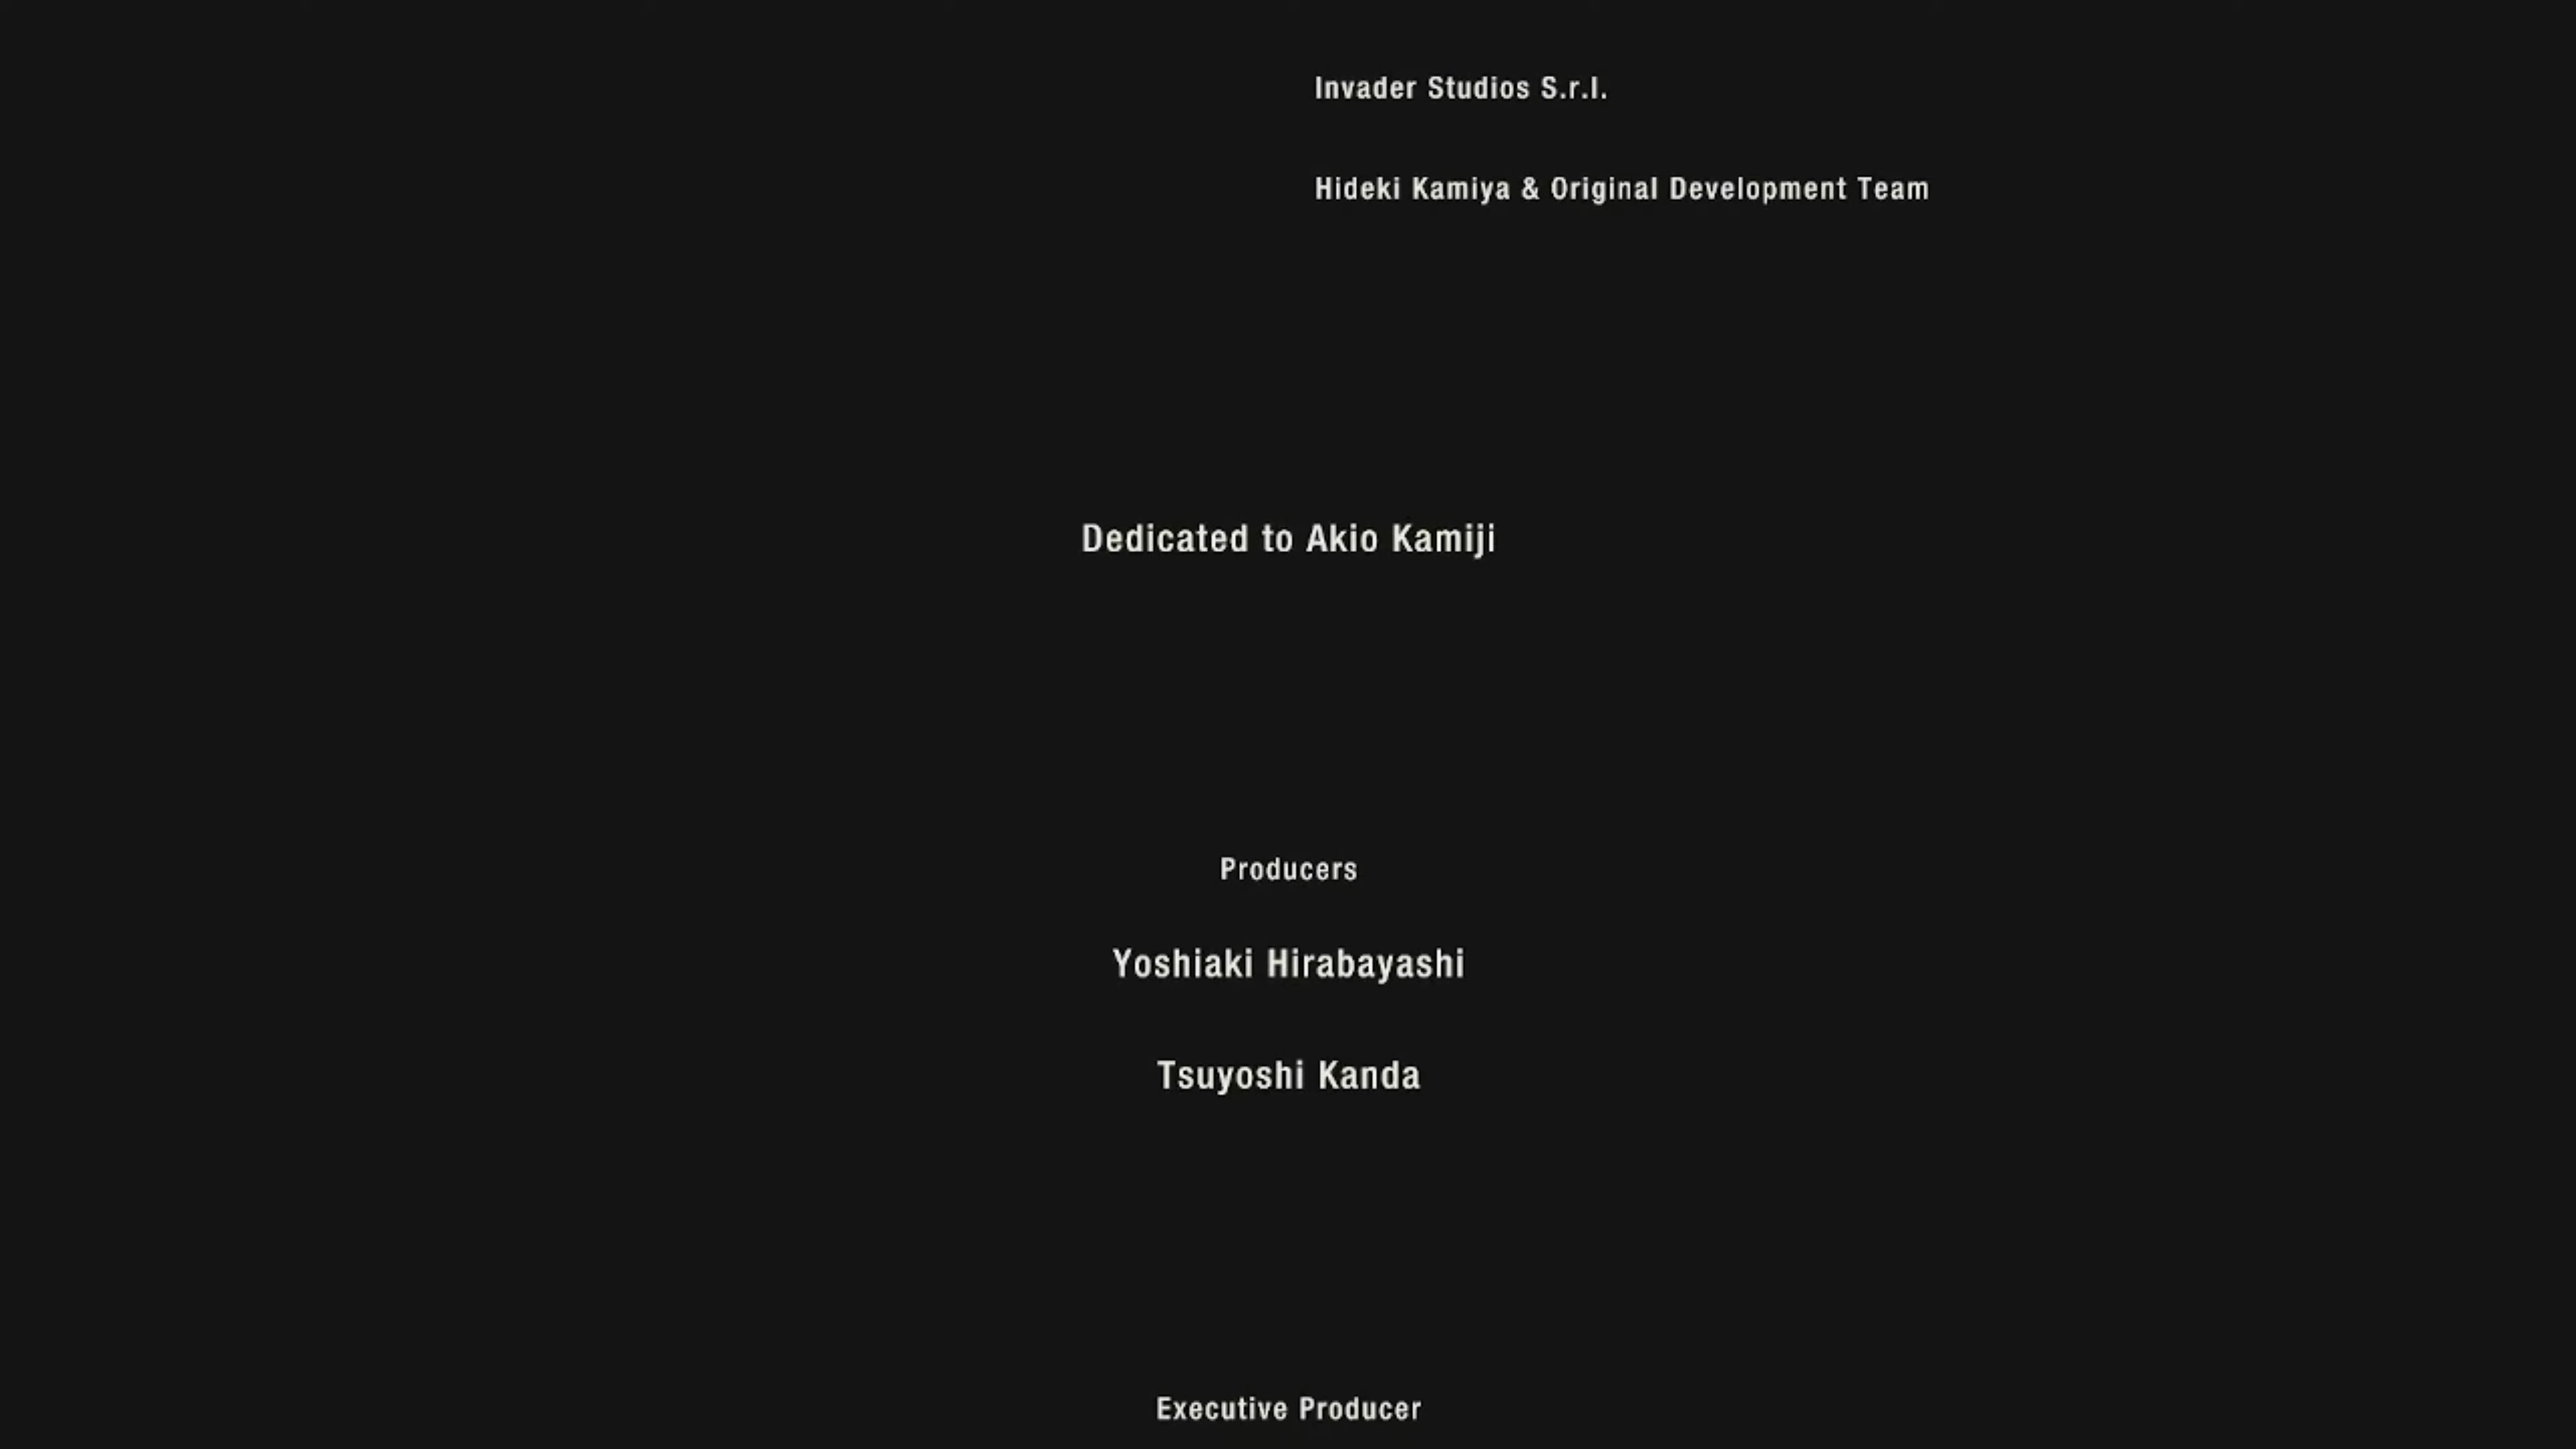 Invader Studios S.r.l.
Hideki Kamiya & Original Development Team
Dedicated to Akio Kamiji
Producers
Yoshiaki Hirabayashi
Tsuyoshi Kanda
Executive Producer